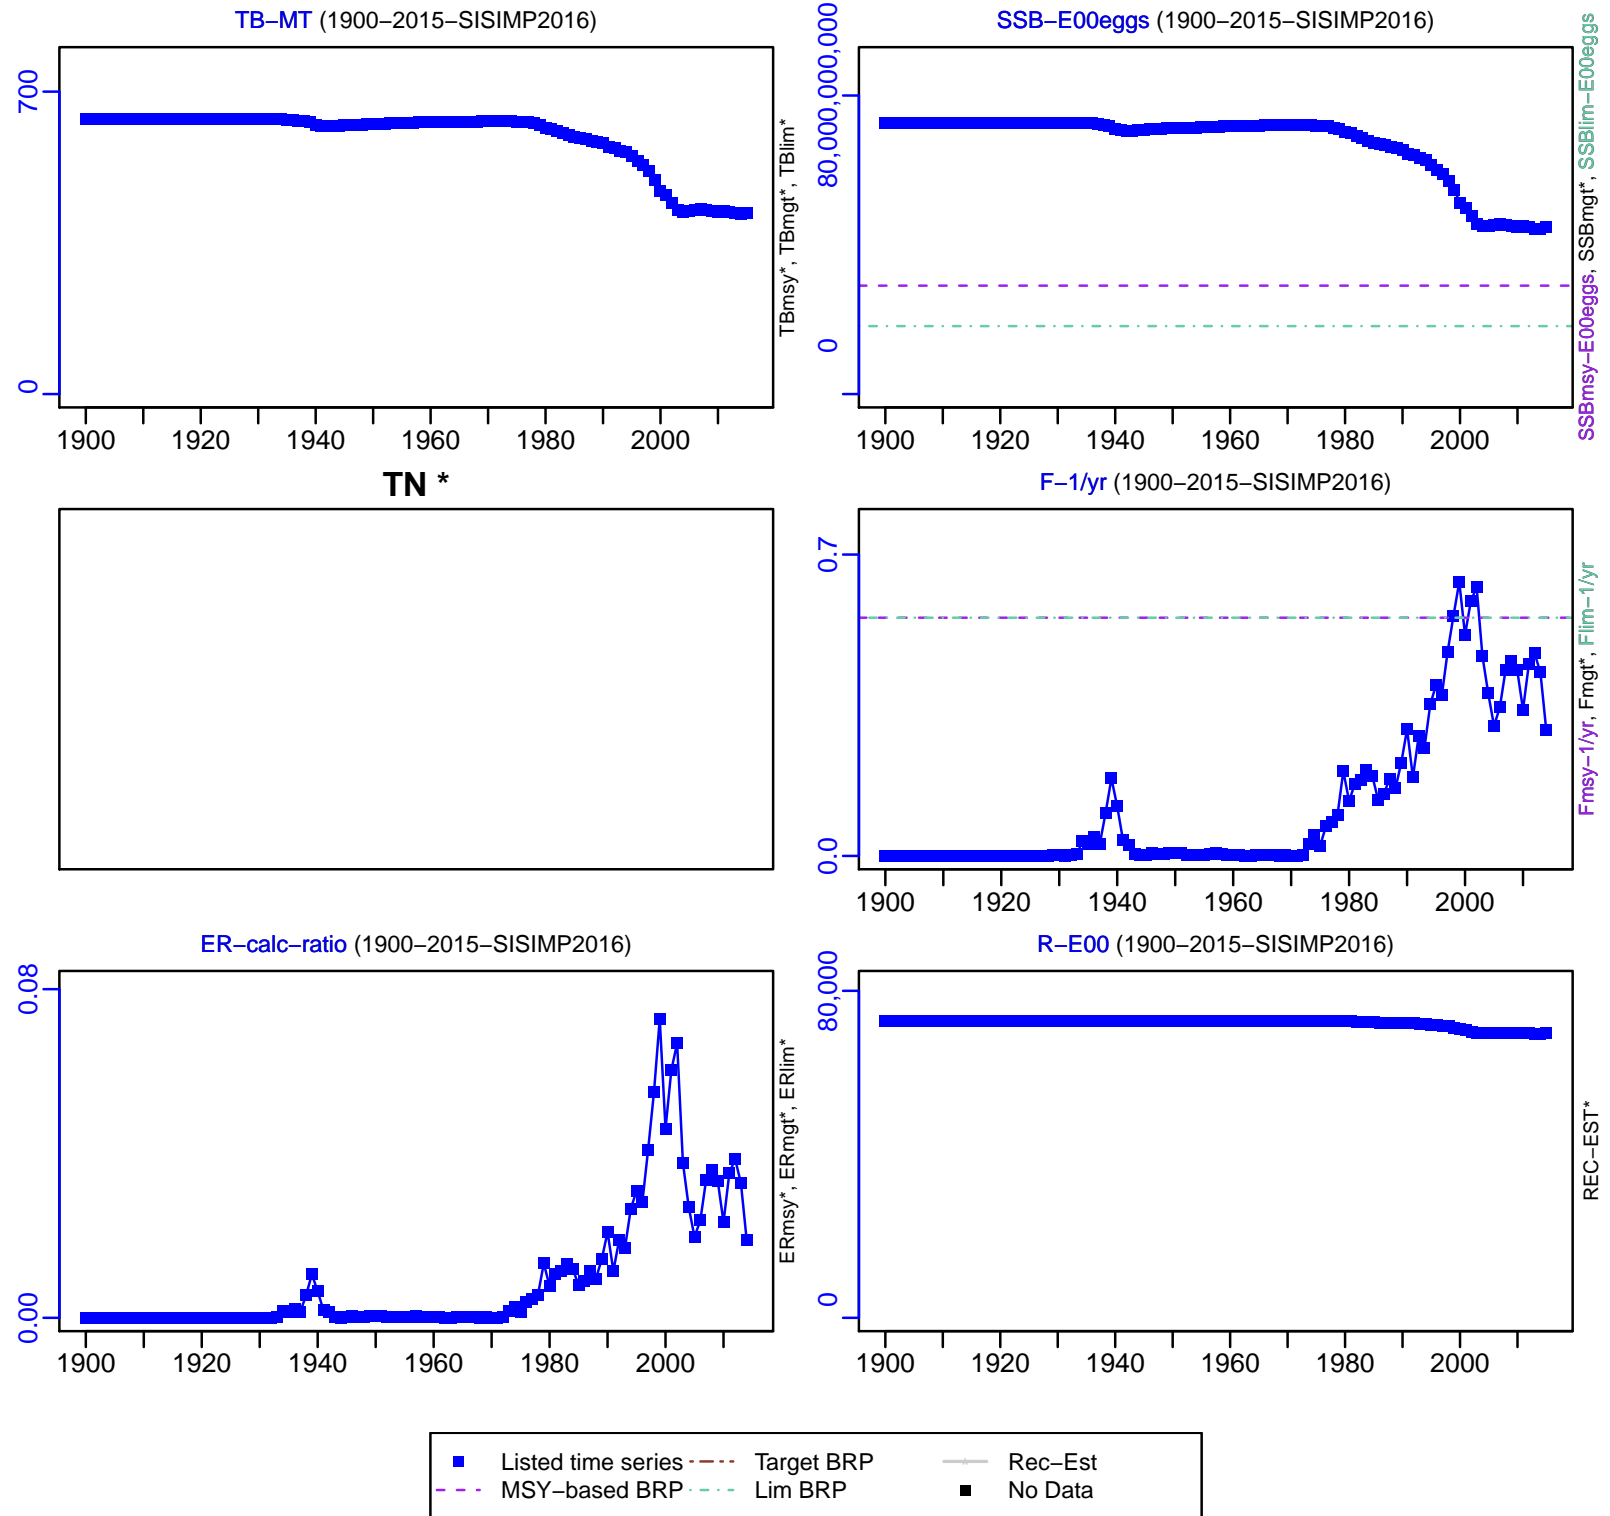 TB−MT (1900−2015−SISIMP2016)
700
0
1900 1920 1940 1960 1980 2000
TBmsy*, TBmgt*, TBlim*
SSB−E00eggs (1900−2015−SISIMP2016)
80,000,000,000
0
1900 1920 1940 1960 1980 2000
SSBmsy−E00eggs, SSBmgt*, SSBlim−E00eggs
TN *
F−1/yr (1900−2015−SISIMP2016)
0.7
0.0
1900 1920 1940 1960 1980 2000
Fmsy−1/yr, Fmgt*, Flim−1/yr
ER−calc−ratio (1900−2015−SISIMP2016)
0.08
0.00
1900 1920 1940 1960 1980 2000
ERmsy*, ERmgt*, ERlim*
R−E00 (1900−2015−SISIMP2016)
80,000
0
1900 1920 1940 1960 1980 2000
REC−EST*
Listed time series Target BRP Rec−Est
MSY−based BRP Lim BRP No Data